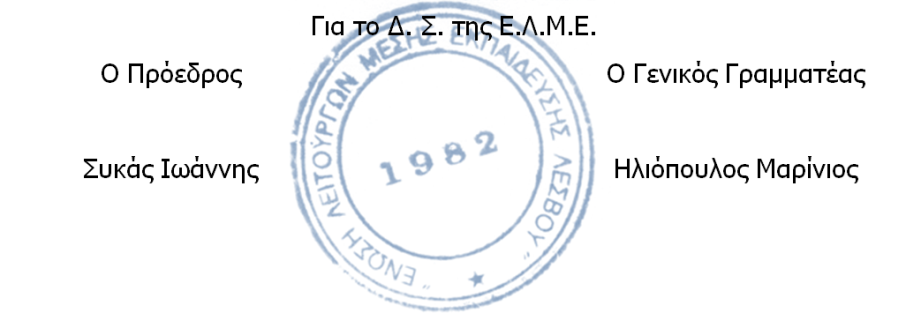 Για το Δ. Σ. της Ε.Λ.Μ.Ε.
Ο Πρόεδρος Ο Γενικός Γραμματέας
Συκάς Ιωάννης Ηλιόπουλος Μαρίνιος
"ΕΝΩΣΗ ΛΕΙΤΟΥΡΓΩΝ ΜΕΣΗΣ ΕΚΠΑΙΔΕΥΣΗΣ ΛΕΣΒΟΥ"
1982